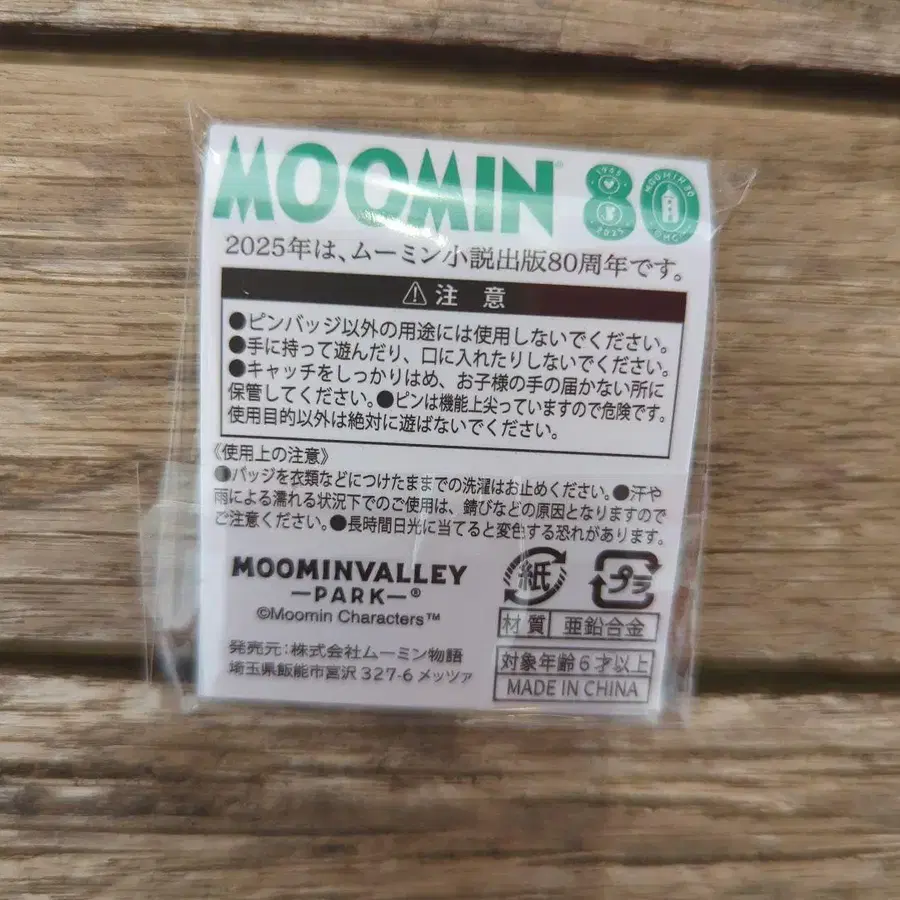 MOOMIN® 80
1945
2025
MOOMIN 80
2025年は、ムーミン小説出版80周年です。
⚠注 意
●ピンバッジ以外の用途には使用しないでください。
●手に持って遊んだり、口に入れたりしないでください。
●キャッチをしっかりはめ、お子様の手の届かない所に
保管してください。●ピンは機能上尖っていますので危険です。
使用目的以外は絶対に遊ばないでください。
《使用上の注意》
●バッジを衣類などにつけたままでの洗濯はお止めください。●汗や
雨による濡れる状況下でのご使用は、錆びなどの原因となりますので
ご注意ください。●長時間日光に当てると変色する恐れがあります。
MOOMINVALLEY
—PARK—®
©Moomin Characters™
紙
プラ
材質 亜鉛合金
発売元:株式会社ムーミン物語
埼玉県飯能市宮沢 327-6 メッツァ
対象年齢6才以上
MADE IN CHINA